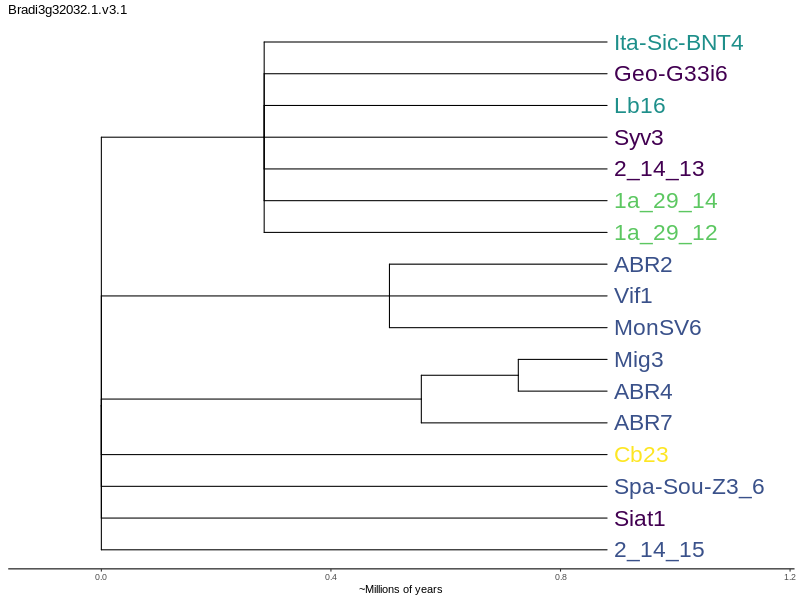 Bradi3g32032.1.v3.1
Ita-Sic-BNT4
Geo-G33i6
Lb16
Syv3
2_14_13
1a_29_14
1a_29_12
ABR2
Vif1
MonSV6
Mig3
ABR4
ABR7
Cb23
Spa-Sou-Z3_6
Siat1
2_14_15
0.0 0.4 0.8 1.2
~Millions of years